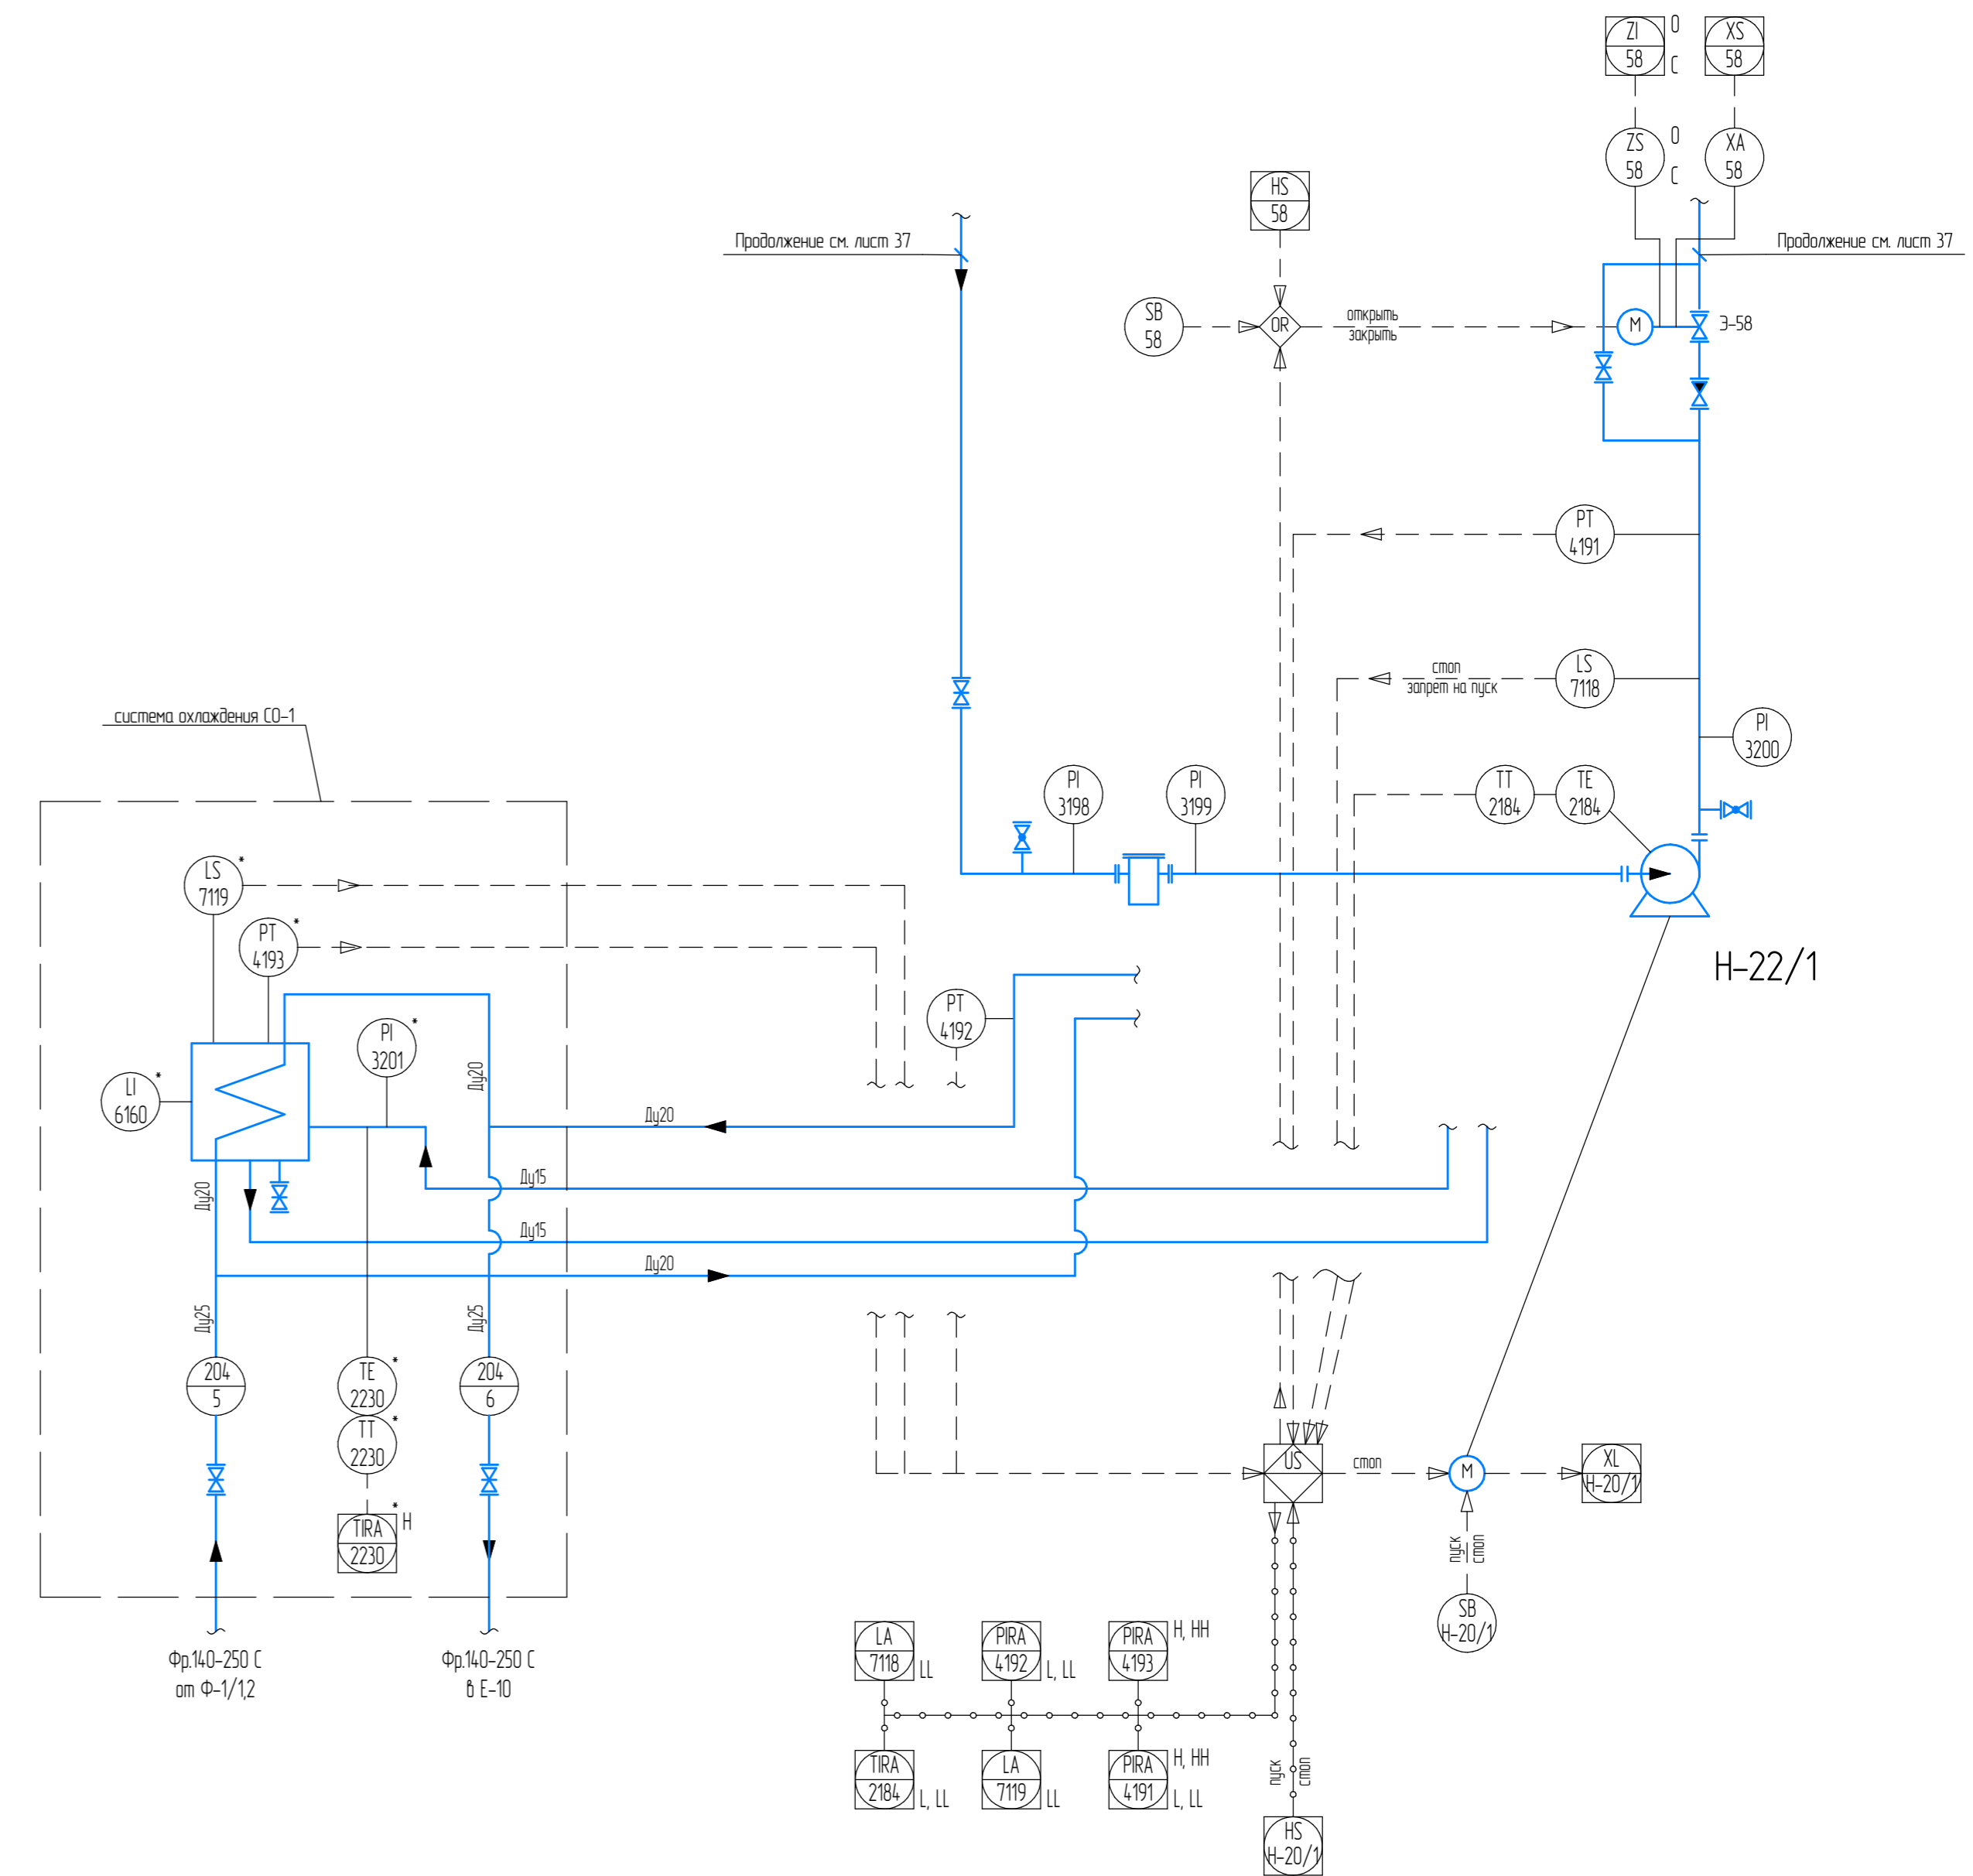 ZI
58
O
C
XS
58
ZS
58
O
C
XA
58
HS
58
Продолжение см. лист 37
Продолжение см. лист 37
SB
58
OR
открыть
закрыть
M
Э-58
PT
4191
стоп
запрет на пуск
LS
7118
PI
3200
система охлаждения СО-1
PI
3198
PI
3199
TT
2184
TE
2184
LS
7119
*
PT
4193
*
Н-22/1
PT
4192
PI
3201
*
LI
6160
*
Ду20
Ду20
Ду20
Ду15
Ду15
Ду20
Ду25
Ду25
204
5
TE
2230
*
204
6
TT
2230
*
TIRA
2230
*
H
US
стоп
M
XL
Н-20/1
пуск
стоп
SB
Н-20/1
Фр.140-250 С
от Ф-1/1,2
Фр.140-250 С
в Е-10
LA
7118
LL
PIRA
4192
L, LL
PIRA
4193
H, HH
TIRA
2184
L, LL
LA
7119
LL
PIRA
4191
H, HH
L, LL
пуск
стоп
HS
Н-20/1